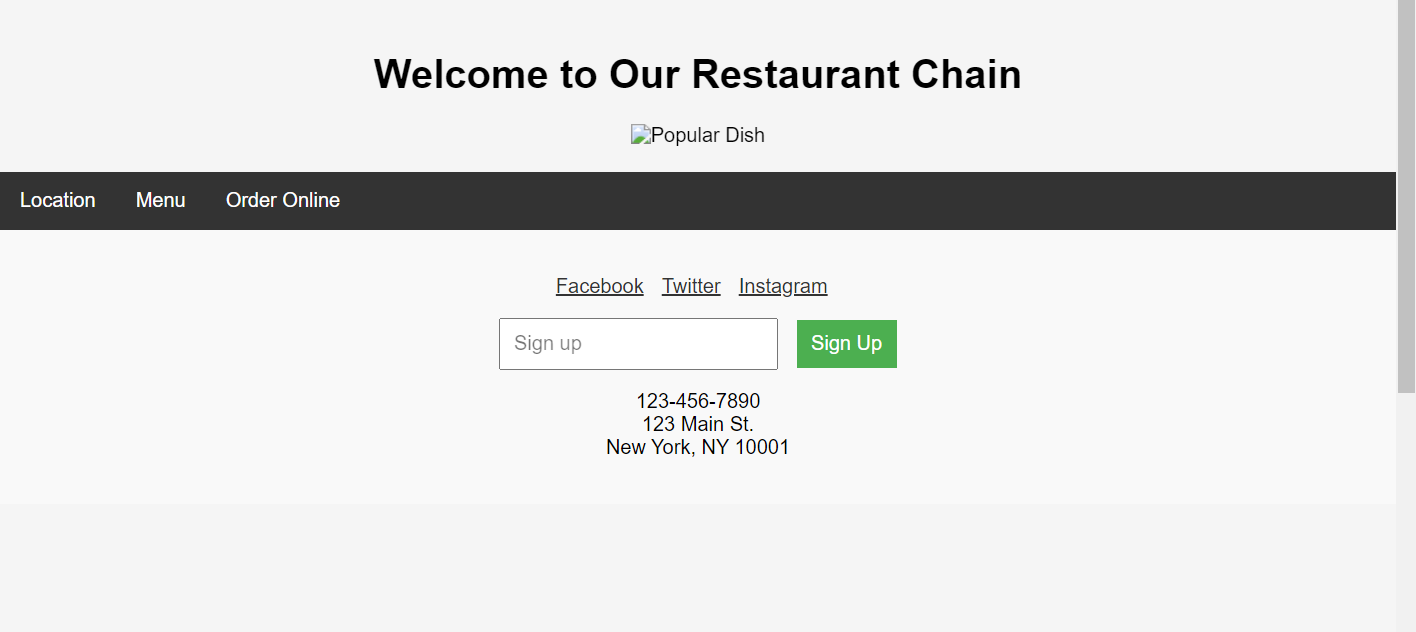 Welcome to Our Restaurant Chain
Popular Dish
Location Menu Order Online
Facebook Twitter Instagram
Sign up Sign Up
123-456-7890
123 Main St.
New York, NY 10001